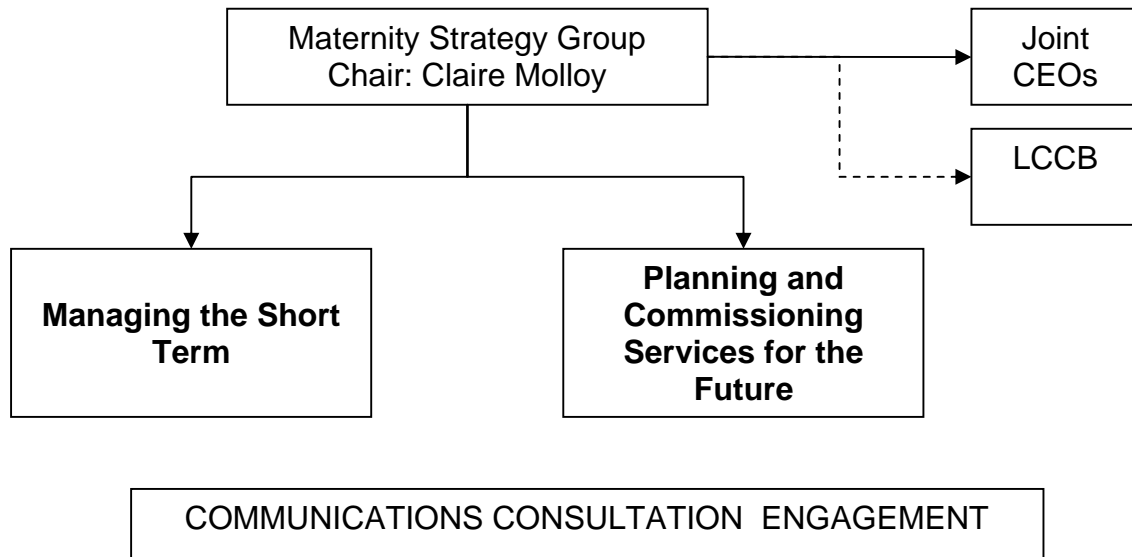 Maternity Strategy Group
Chair: Claire Molloy
Joint
CEOs
LCCB
Managing the Short
Term
Planning and
Commissioning
Services for the
Future
COMMUNICATIONS CONSULTATION  ENGAGEMENT